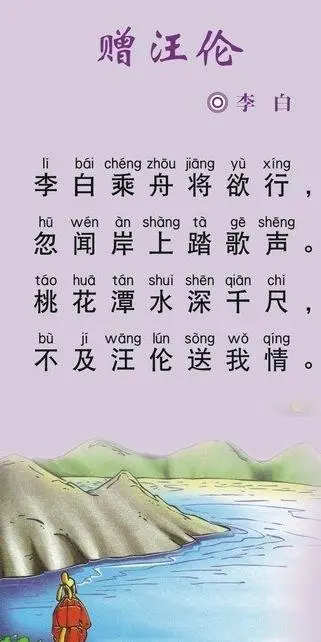 赠汪伦
李白
lǐ bái chéng zhōu jiāng yù xíng
李白乘舟将欲行，
hū wén àn shàng tà gē shēng
忽闻岸上踏歌声。
táo huā tán shuǐ shēn qiān chǐ
桃花潭水深千尺，
bù jí wāng lún sòng wǒ qíng
不及汪伦送我情。